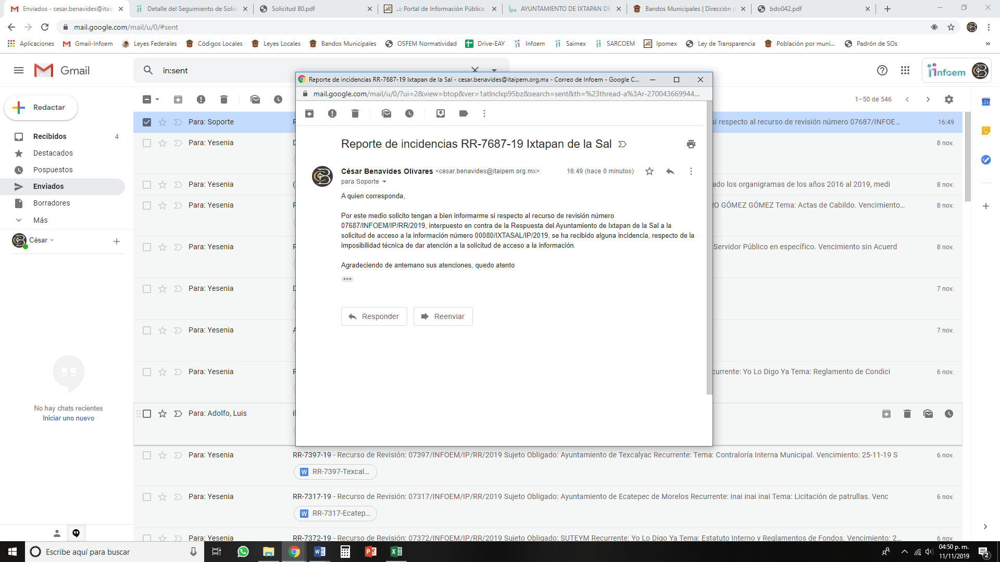 Enviados - cesar.benavides@itaip
Detalle del Seguimiento de Solici
Solicitud 80.pdf
..:: Portal de Información Pública
AYUNTAMIENTO DE IXTAPAN DE
Bandos Municipales | Dirección d
bdo042.pdf
mail.google.com/mail/u/0/#sent
Aplicaciones
Gmail-Infoem
Leyes Federales
Códigos Locales
Leyes Locales
Bandos Municipales
OSFEM Normatividad
Drive-EAY
Infoem
Saimex
SARCOEM
Ipomex
Ley de Transparencia
Población por muni...
Padrón de SOs
»
Gmail
in:sent
infoem
Redactar
1–50 de 546
31
Recibidos 4
Destacados
Pospuestos
Enviados
Borradores
Más
César
No hay chats recientes
Iniciar uno nuevo
Reporte de incidencias RR-7687-19 Ixtapan de la Sal - cesar.benavides@itaipem.org.mx - Correo de Infoem - Google C...
mail.google.com/mail/u/0/?ui=2&view=btop&ver=1atlnclxp95bz&search=sent&th=%23thread-a%3Ar-270043669944...
Reporte de incidencias RR-7687-19 Ixtapan de la Sal
César Benavides Olivares <cesar.benavides@itaipem.org.mx> 16:49 (hace 0 minutos)
para Soporte
A quien corresponda,
Por este medio solicito tengan a bien informarme si respecto al recurso de revisión número
07687/INFOEM/IP/RR/2019, interpuesto en contra de la Respuesta del Ayuntamiento de Ixtapan de la Sal a la
solicitud de acceso a la información número 00080/IXTASAL/IP/2019, se ha recibido alguna incidencia, respecto de la
imposibilidad técnica de dar atención a la solicitud de acceso a la información.
Agradeciendo de antemano sus atenciones, quedo atento
Responder
Reenviar
Para: Soporte si respecto al recurso de revisión número 07687/INFOE... 16:49
Para: Yesenia 8 nov.
Para: Yesenia ado los organigramas de los años 2016 al 2019, medi 8 nov.
Para: Yesenia RO GÓMEZ GÓMEZ Tema: Actas de Cabildo. Vencimiento... 8 nov.
Para: Yesenia Servidor Público en específico. Vencimiento sin Acuerd 8 nov.
Para: Yesenia 7 nov.
Para: Yesenia 7 nov.
Para: Yesenia currente: Yo Lo Digo Ya Tema: Reglamento de Condici 6 nov.
Para: Adolfo, Luis
Para: Yesenia RR-7397-19 - Recurso de Revisión: 07397/INFOEM/IP/RR/2019 Sujeto Obligado: Ayuntamiento de Texcalyac Recurrente: Tema: Contraloría Interna Municipal. Vencimiento: 25-11-19 S 6 nov.
W RR-7397-Texcal...
Para: Yesenia RR-7317-19 - Recurso de Revisión: 07317/INFOEM/IP/RR/2019 Sujeto Obligado: Ayuntamiento de Ecatepec de Morelos Recurrente: inai inai inai Tema: Licitación de patrullas. Venc 6 nov.
W RR-7317-Ecatep...
Para: Yesenia RR-7372-19 - Recurso de Revisión: 07372/INFOEM/IP/RR/2019 Sujeto Obligado: SUTEYM Recurrente: Yo Lo Digo Ya Tema: Estatuto Interno y Reglamentos de Fondos. Vencimiento: 2... 6 nov.
Escribe aquí para buscar
04:50 p. m.
11/11/2019
2